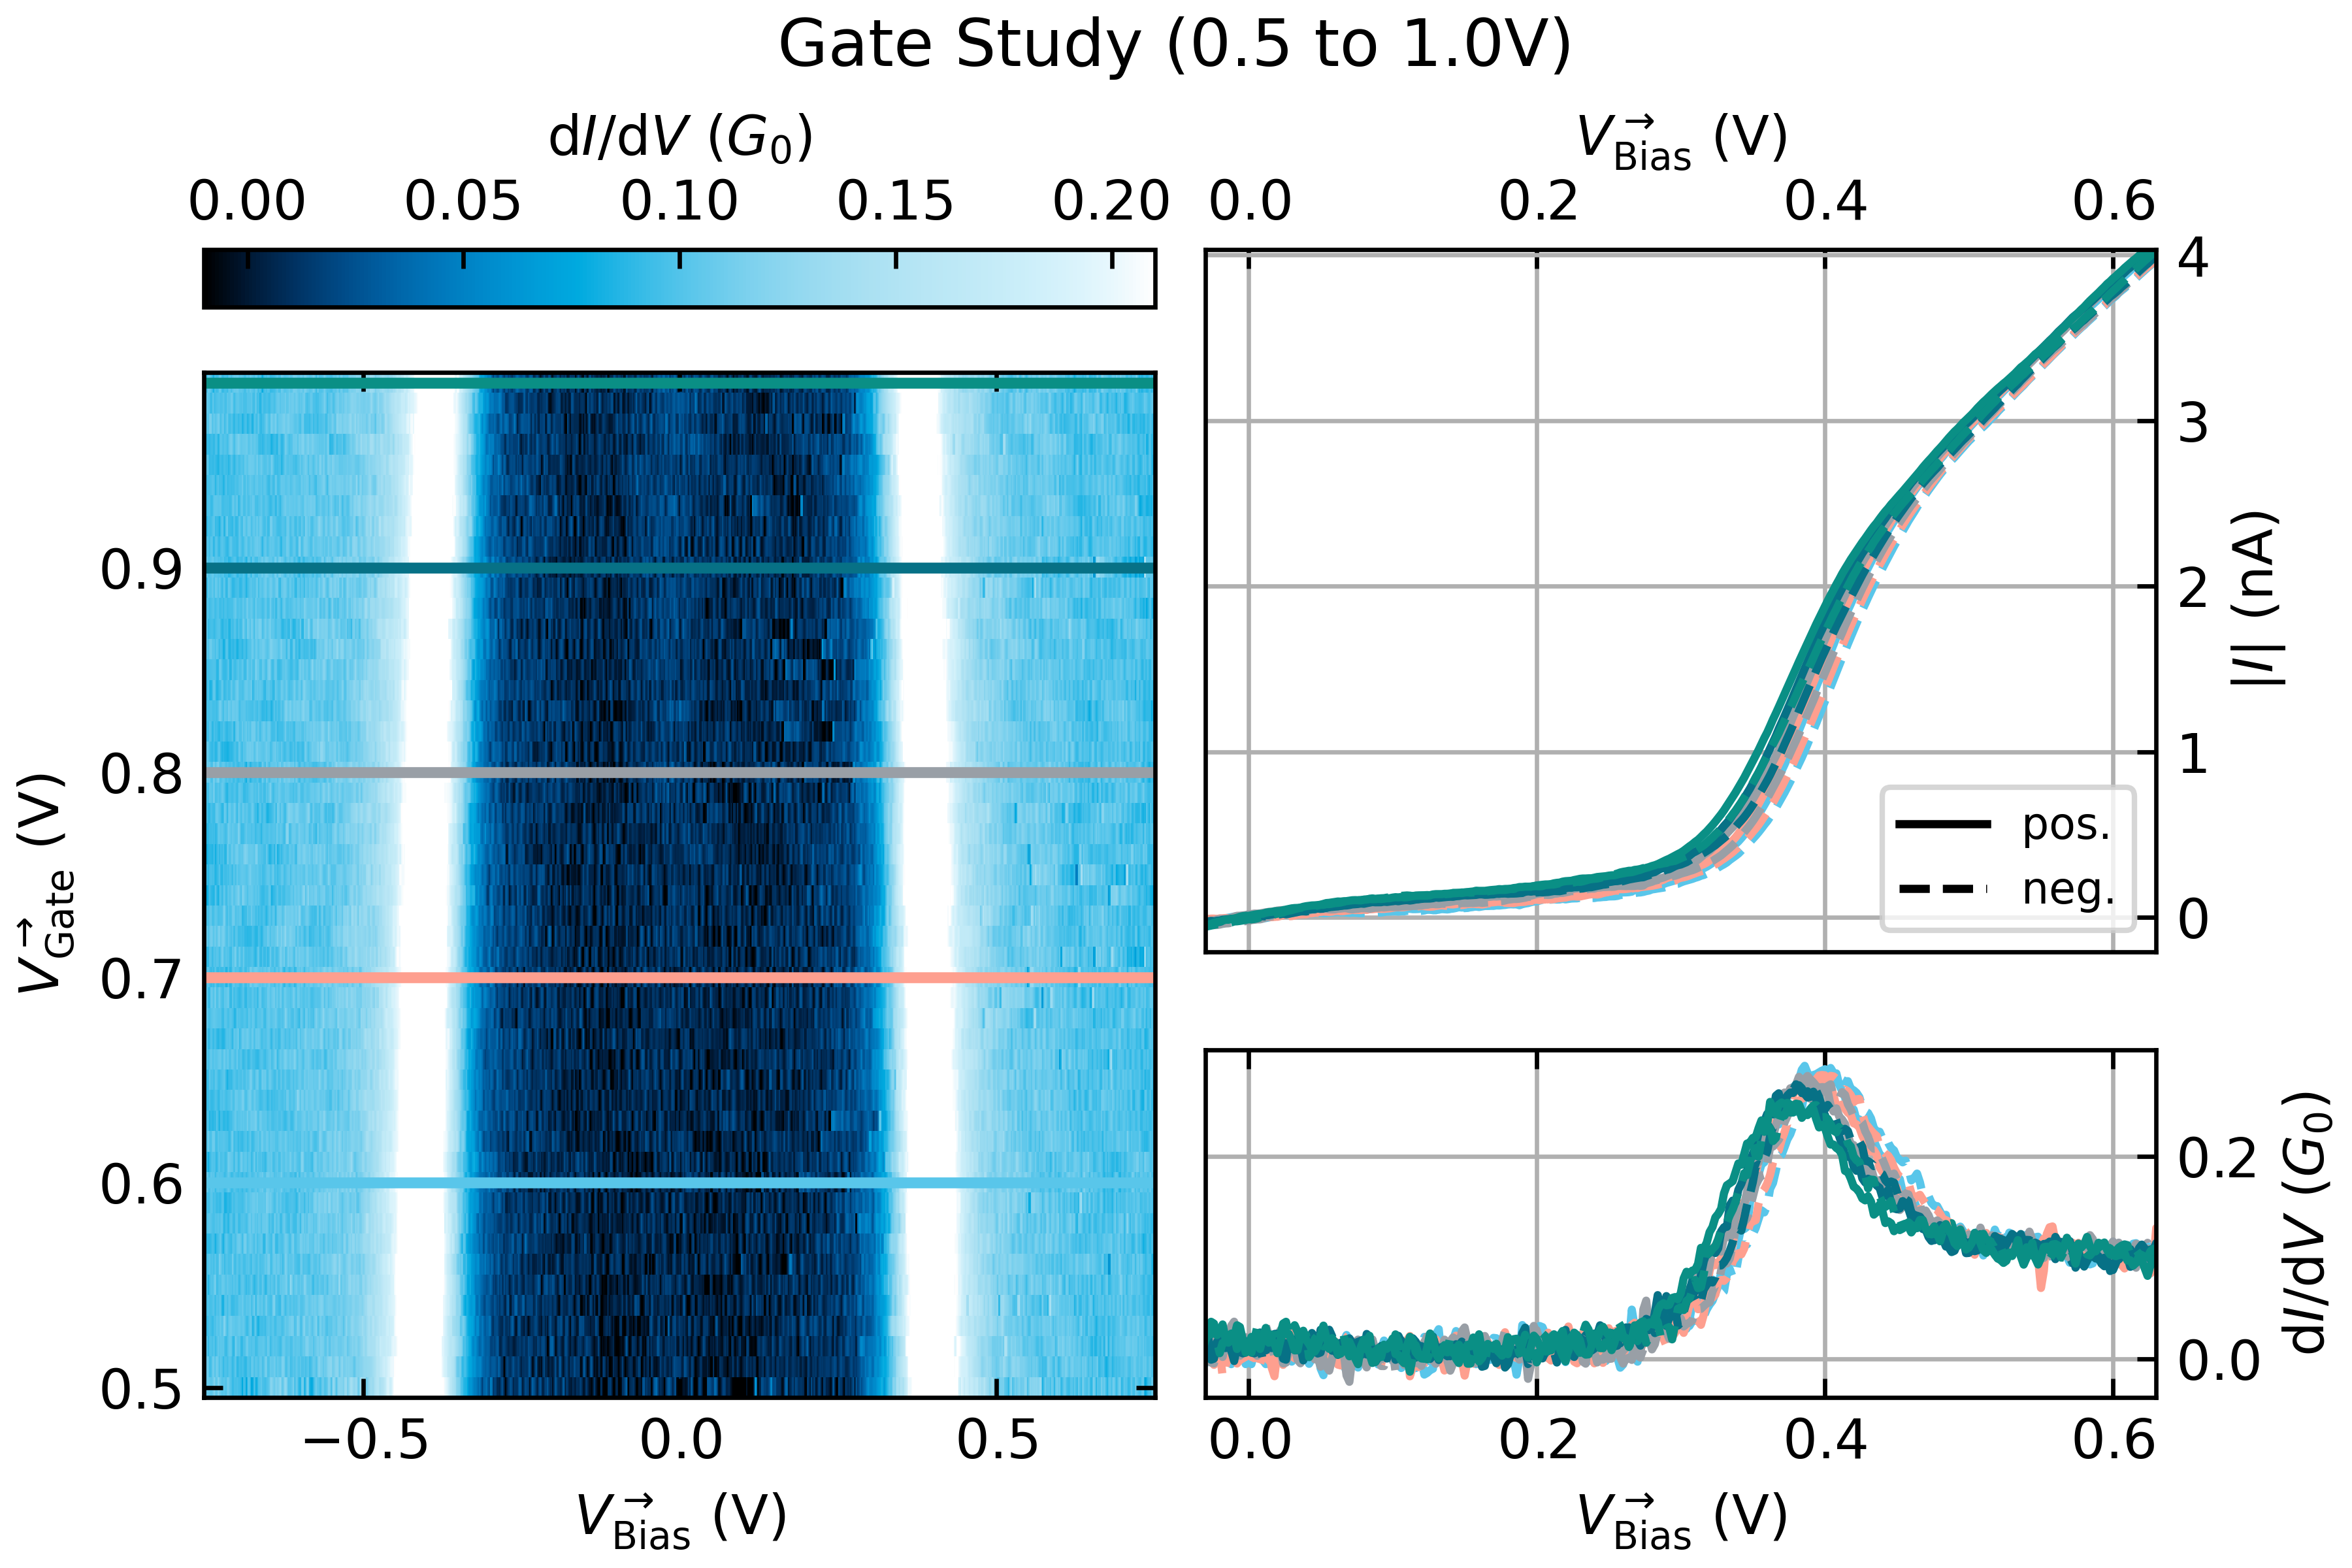 Gate Study (0.5 to 1.0V)
dI/dV (G₀)
0.00 0.05 0.10 0.15 0.20
V→Gate (V)
0.9
0.8
0.7
0.6
0.5
−0.5 0.0 0.5
V→Bias (V)
V→Bias (V)
0.0 0.2 0.4 0.6
4
3
2
1
0
|I| (nA)
pos.
neg.
0.2
0.0
dI/dV (G₀)
0.0 0.2 0.4 0.6
V→Bias (V)